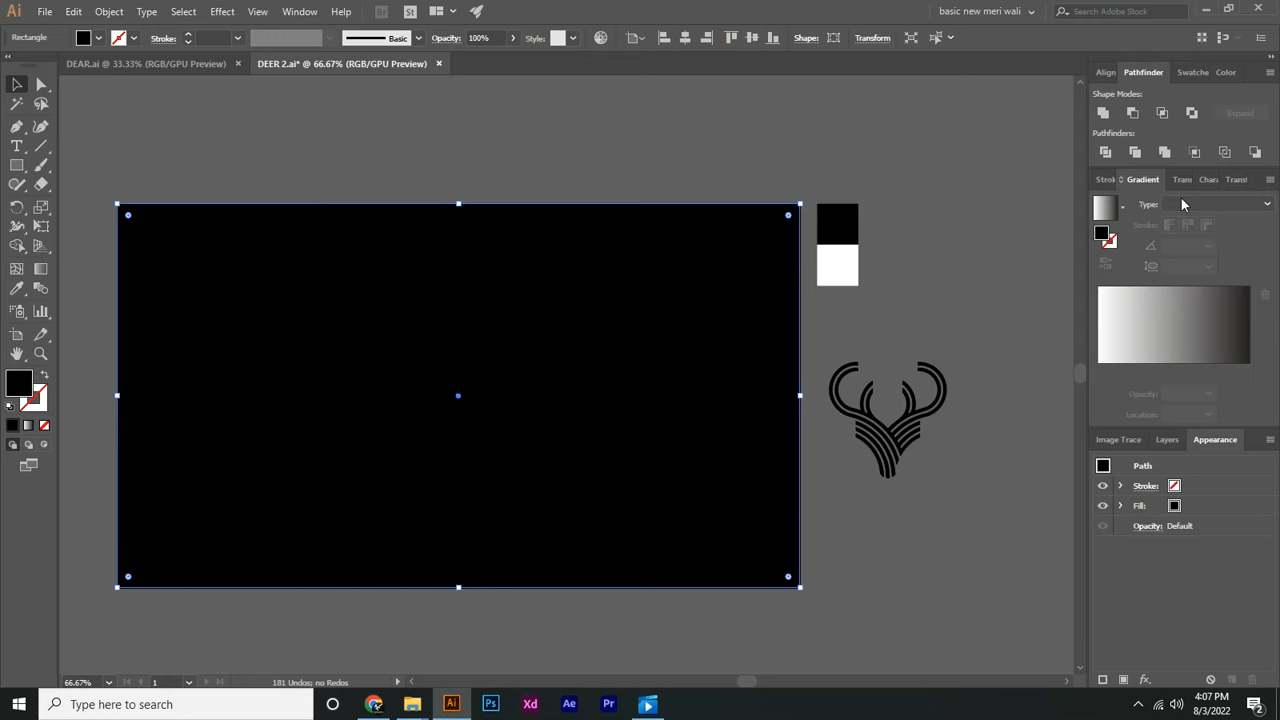 Ai File Edit Object Type Select Effect View Window Help Br St basic new meri wali Search Adobe Stock
Rectangle Stroke: Basic Opacity: 100% Style: Shape: Transform
DEAR.ai @ 33.33% (RGB/GPU Preview) × DEER 2.ai* @ 66.67% (RGB/GPU Preview) ×
Align Pathfinder Swatche Color
Shape Modes:
Expand
Pathfinders:
Strok Gradient Trans Chara Transt
Type:
Stroke:
Opacity:
Location:
Image Trace Layers Appearance
Path
Stroke:
Fill:
Opacity: Default
66.67% 1 181 Undos; no Redos
Type here to search Ai Ps Xd Ae Pr 4:07 PM
8/3/2022 2